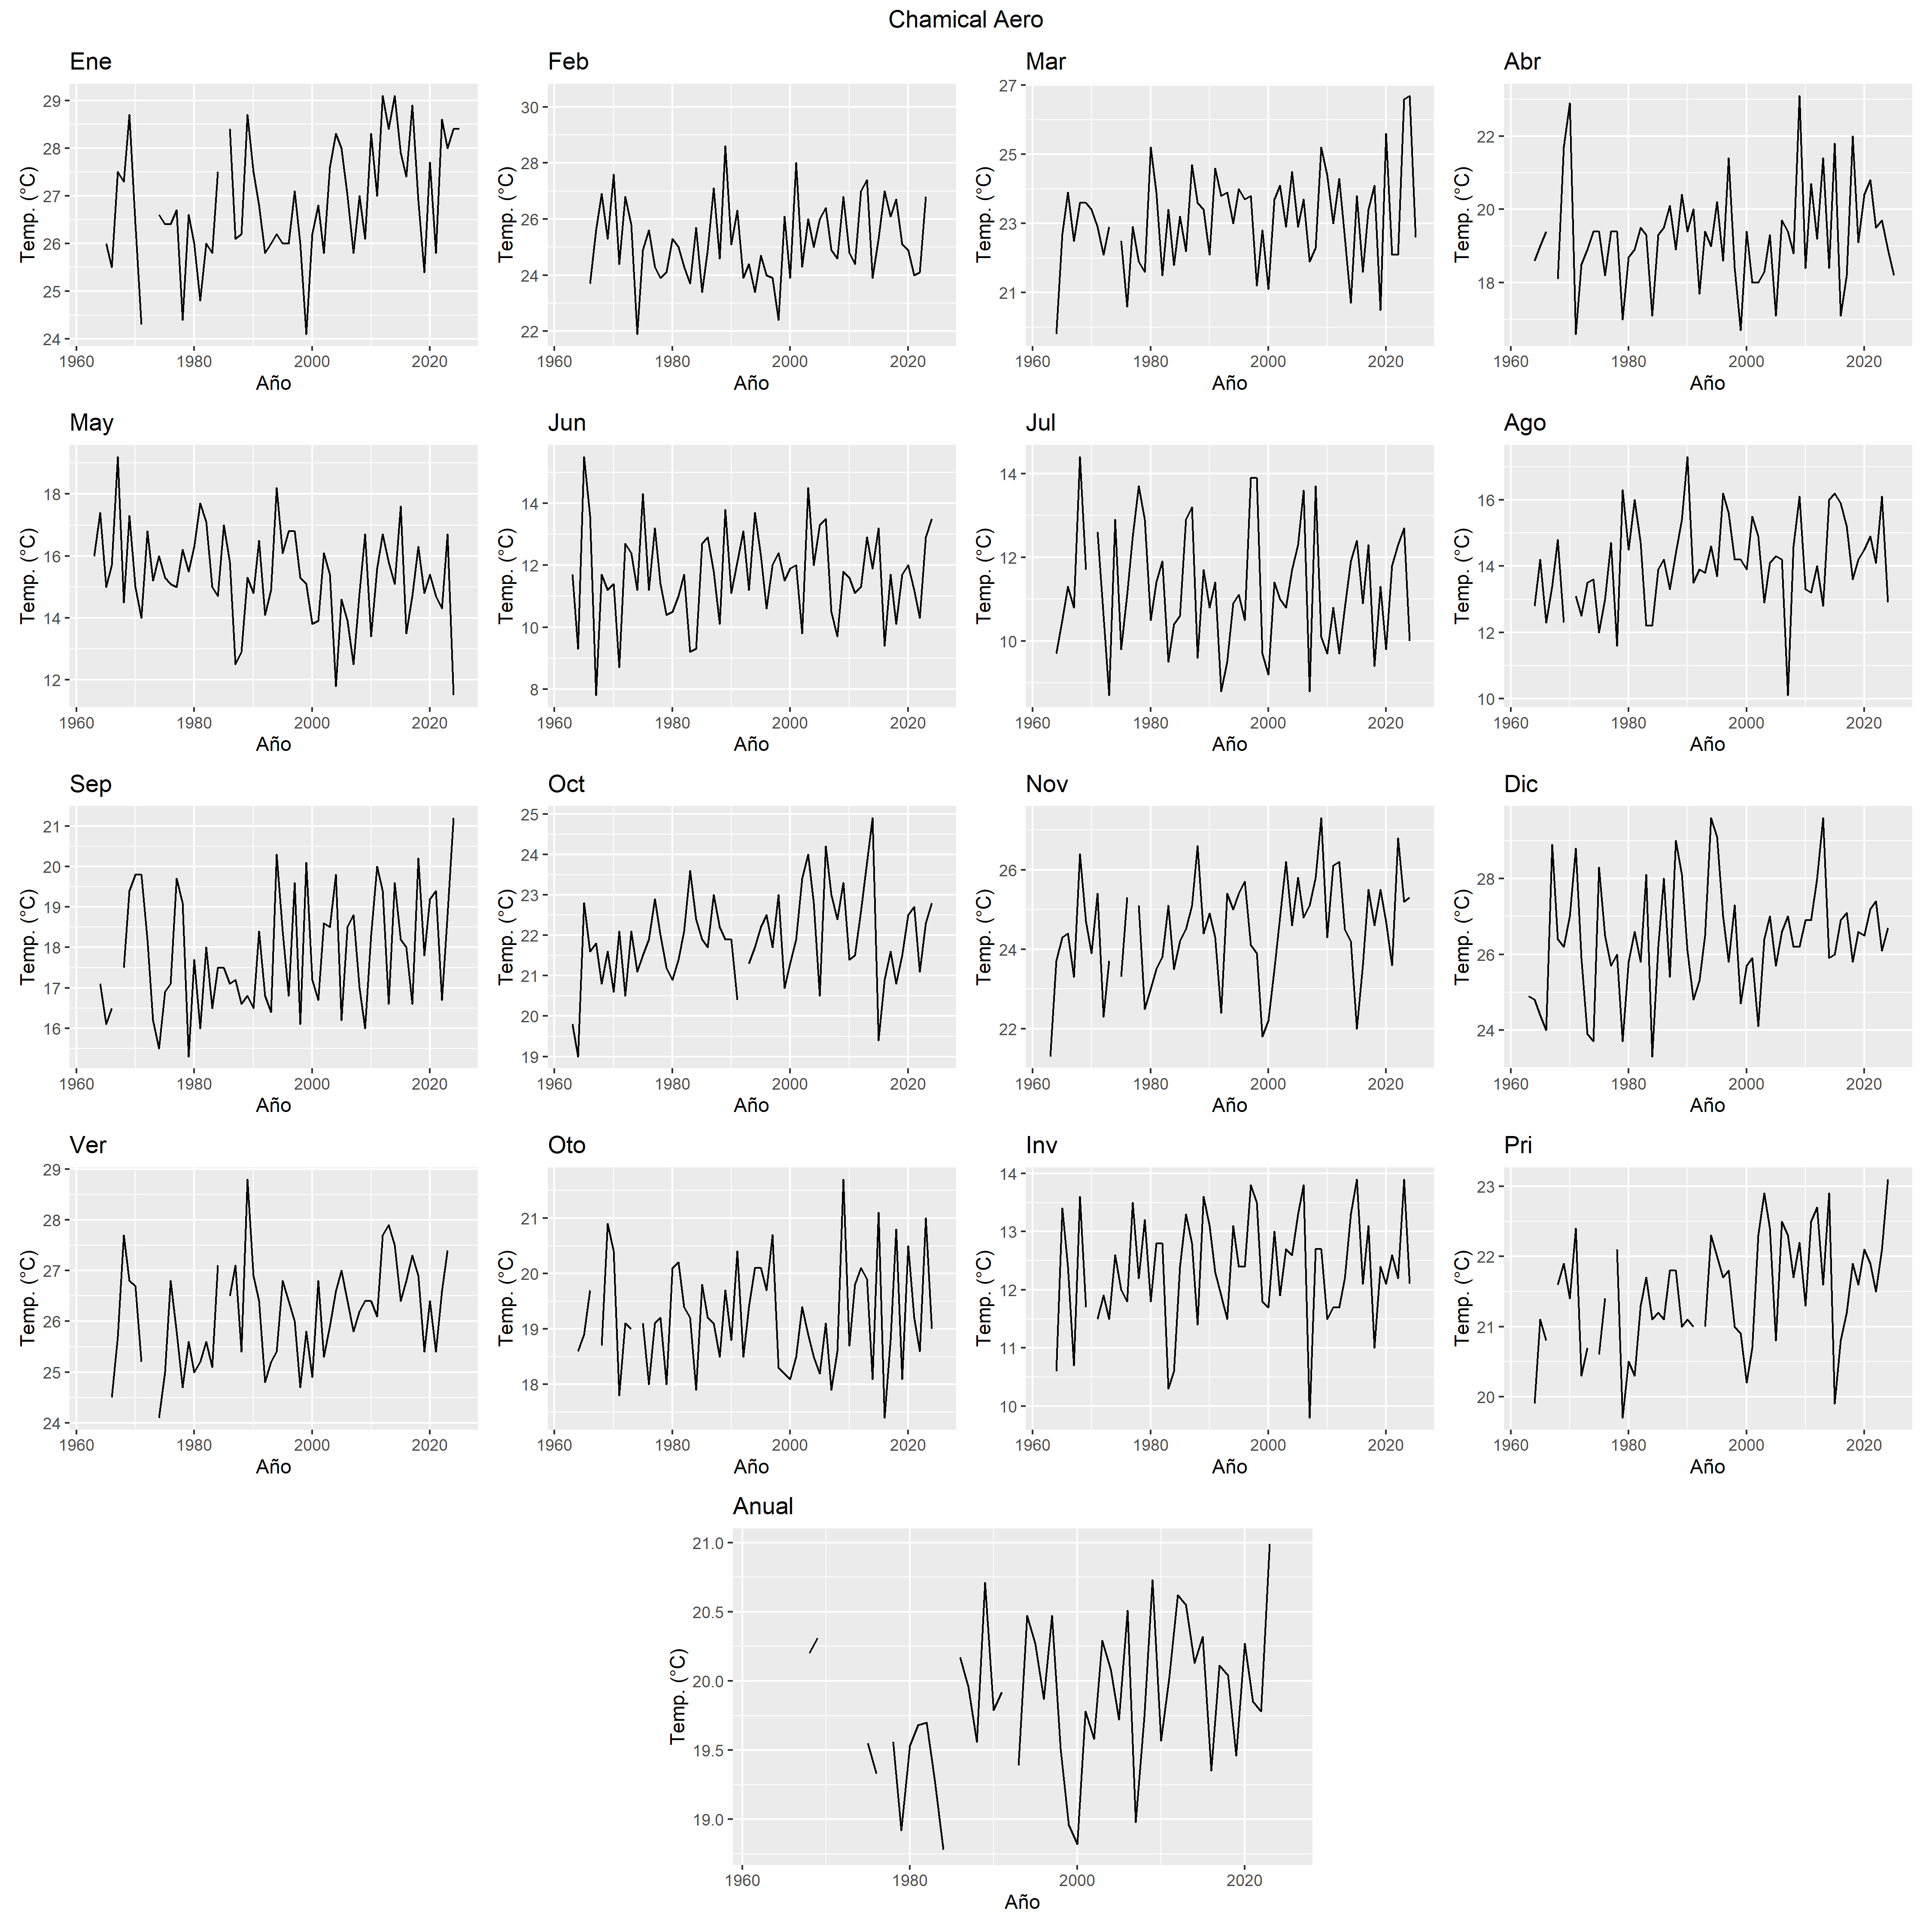 Chamical Aero
Ene Feb Mar Abr
Temp. (°C) 29 28 27 26 25 24
1960 1980 2000 2020
Año
Temp. (°C) 30 28 26 24 22
1960 1980 2000 2020
Año
Temp. (°C) 27 25 23 21
1960 1980 2000 2020
Año
Temp. (°C) 22 20 18
1960 1980 2000 2020
Año
May Jun Jul Ago
Temp. (°C) 18 16 14 12
1960 1980 2000 2020
Año
Temp. (°C) 14 12 10 8
1960 1980 2000 2020
Año
Temp. (°C) 14 12 10
1960 1980 2000 2020
Año
Temp. (°C) 16 14 12 10
1960 1980 2000 2020
Año
Sep Oct Nov Dic
Temp. (°C) 21 20 19 18 17 16
1960 1980 2000 2020
Año
Temp. (°C) 25 24 23 22 21 20 19
1960 1980 2000 2020
Año
Temp. (°C) 26 24 22
1960 1980 2000 2020
Año
Temp. (°C) 28 26 24
1960 1980 2000 2020
Año
Ver Oto Inv Pri
Temp. (°C) 29 28 27 26 25 24
1960 1980 2000 2020
Año
Temp. (°C) 21 20 19 18
1960 1980 2000 2020
Año
Temp. (°C) 14 13 12 11 10
1960 1980 2000 2020
Año
Temp. (°C) 23 22 21 20
1960 1980 2000 2020
Año
Anual
Temp. (°C) 21.0 20.5 20.0 19.5 19.0
1960 1980 2000 2020
Año